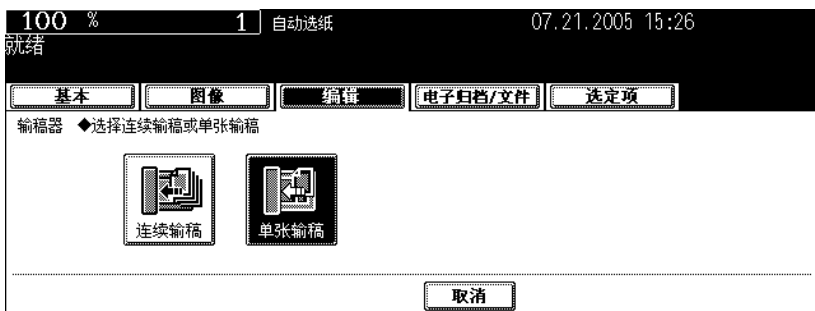 100 % 1 自动选纸 07.21.2005 15:26
就绪
基本 图像 编辑 电子归档/文件 选定项
输稿器 ◆选择连续输稿或单张输稿
连续输稿 单张输稿
取消